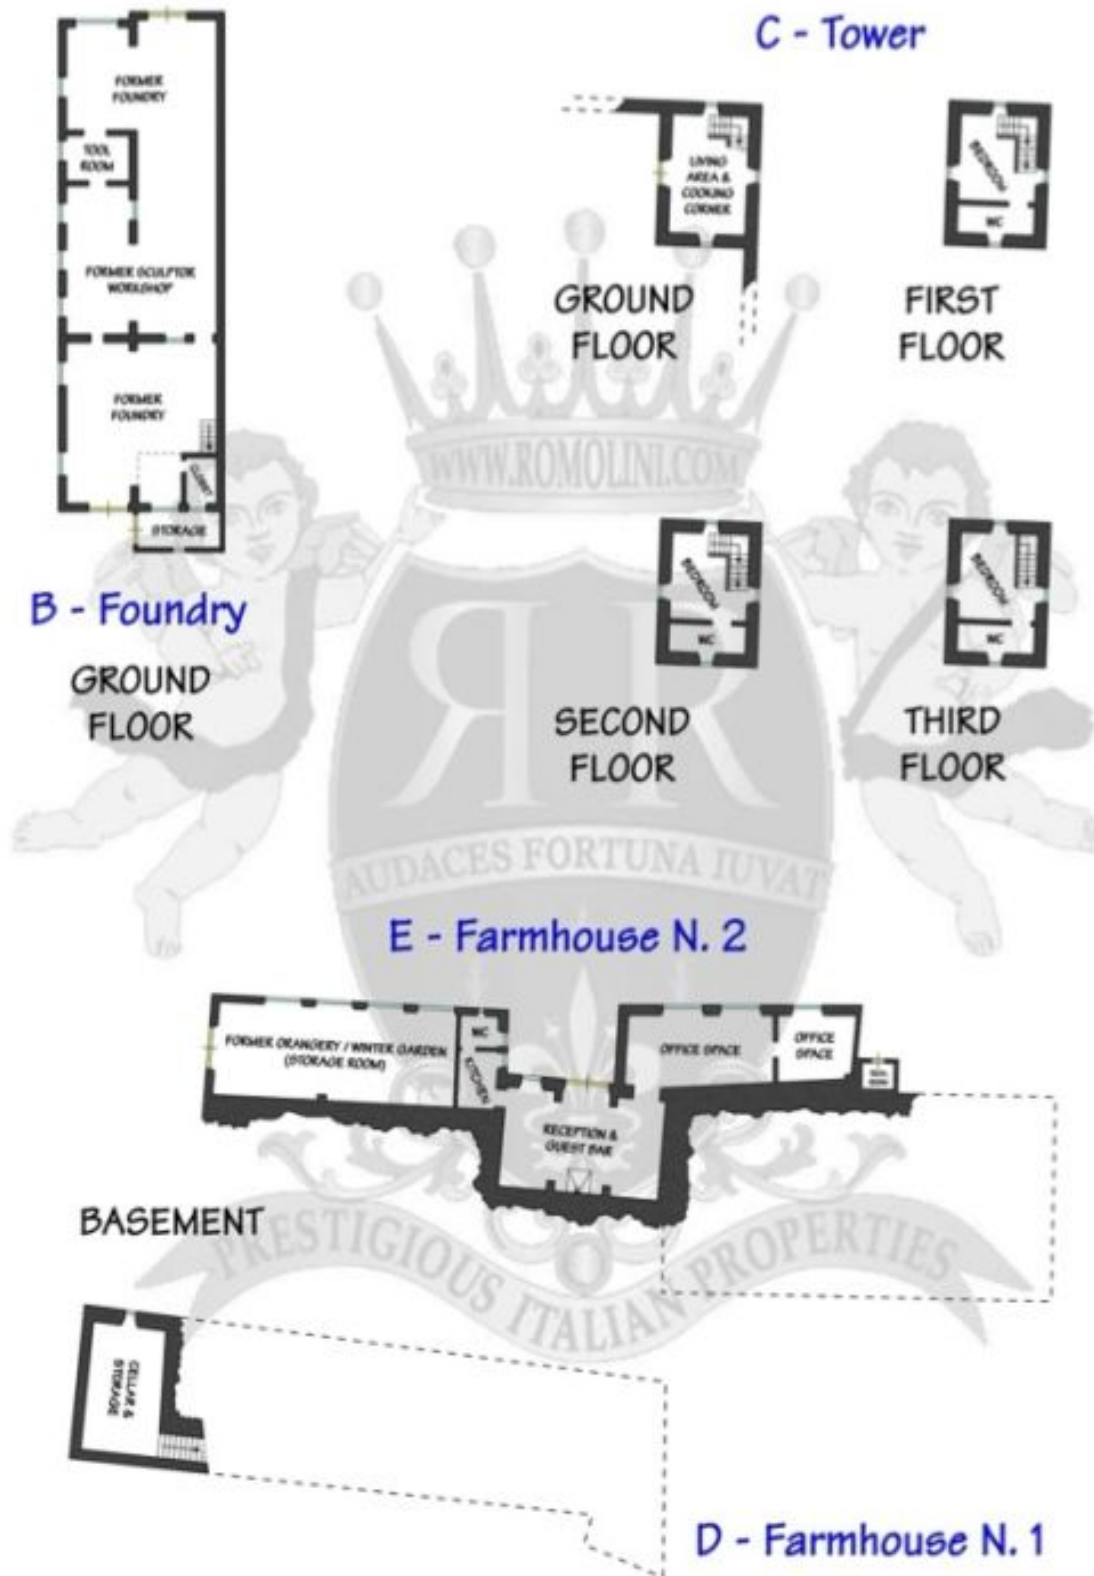 C - Tower
FORMER
FOUNDRY
TOOL
ROOM
FORMER SCULPTOR
WORKSHOP
FORMER
FOUNDRY
CLOSET
STORAGE
B - Foundry
GROUND
FLOOR
LIVING
AREA &
COOKING
CORNER
GROUND
FLOOR
BEDROOM
WC
FIRST
FLOOR
WWW.ROMOLINI.COM
BEDROOM
WC
SECOND
FLOOR
BEDROOM
WC
THIRD
FLOOR
RR
AUDACES FORTUNA IUVAT
E - Farmhouse N. 2
FORMER ORANGERY / WINTER GARDEN
(STORAGE ROOM)
WC
KITCHEN
RECEPTION &
GUEST BAR
OFFICE SPACE
OFFICE
SPACE
BASEMENT
PRESTIGIOUS ITALIAN PROPERTIES
CELLAR &
STORAGE
D - Farmhouse N. 1